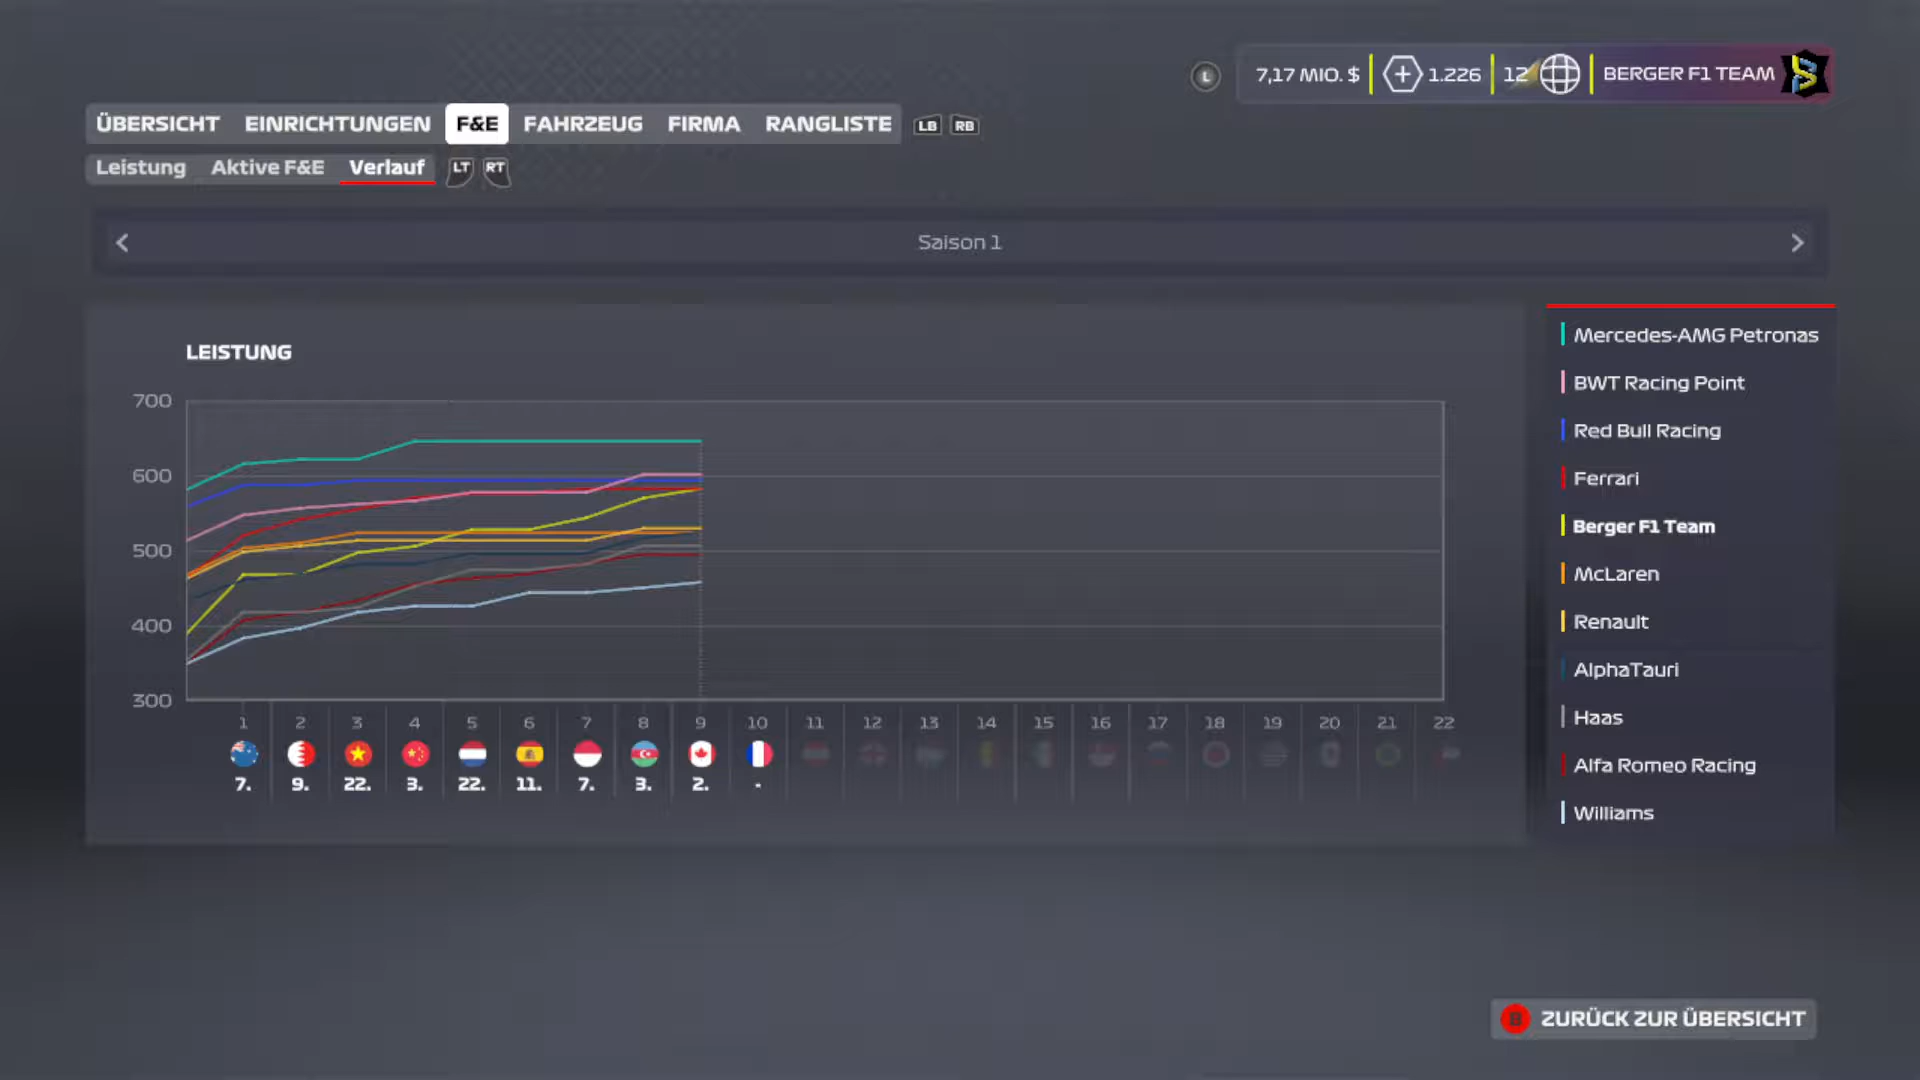 L 7,17 MIO. $ 1.226 12 BERGER F1 TEAM
ÜBERSICHT EINRICHTUNGEN F&E FAHRZEUG FIRMA RANGLISTE LB RB
Leistung Aktive F&E Verlauf LT RT
Saison 1
LEISTUNG
700
600
500
400
300
1 2 3 4 5 6 7 8 9 10 11 12 13 14 15 16 17 18 19 20 21 22
7. 9. 22. 3. 22. 11. 7. 3. 2. -
Mercedes-AMG Petronas
BWT Racing Point
Red Bull Racing
Ferrari
Berger F1 Team
McLaren
Renault
AlphaTauri
Haas
Alfa Romeo Racing
Williams
B ZURÜCK ZUR ÜBERSICHT